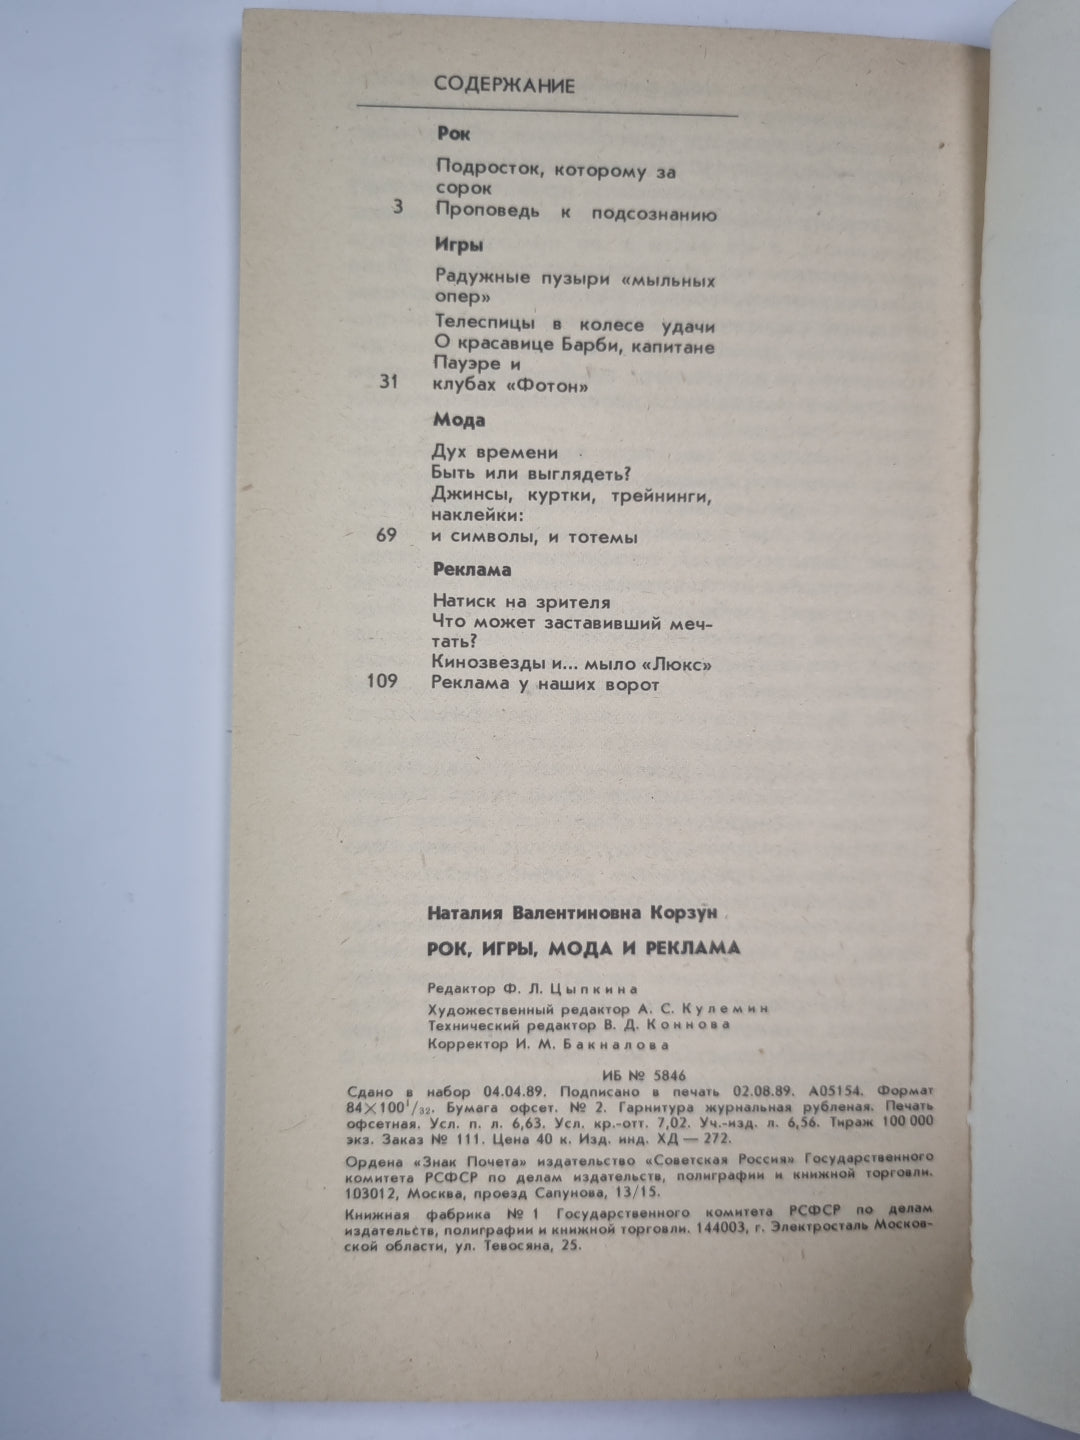 СОДЕРЖАНИЕ
Рок
Подросток, которому за
сорок
3 Проповедь к подсознанию
Игры
Радужные пузыри «мыльных
опер»
Телеспицы в колесе удачи
О красавице Барби, капитане
Пауэре и
31 клубах «Фотон»
Мода
Дух времени
Быть или выглядеть?
Джинсы, куртки, трейнинги,
наклейки:
69 и символы, и тотемы
Реклама
Натиск на зрителя
Что может заставивший меч-
тать?
Кинозвезды и... мыло «Люкс»
109 Реклама у наших ворот
Наталия Валентиновна Корзун
РОК, ИГРЫ, МОДА И РЕКЛАМА
Редактор Ф. Л. Цыпкина
Художественный редактор А. С. Кулемин
Технический редактор В. Д. Коннова
Корректор И. М. Бакналова
ИБ № 5846
Сдано в набор 04.04.89. Подписано в печать 02.08.89. А05154. Формат
84×100¹/₃₂. Бумага офсет. № 2. Гарнитура журнальная рубленая. Печать
офсетная. Усл. п. л. 6,63. Усл. кр.-отт. 7,02. Уч.-изд. л. 6,56. Тираж 100 000
экз. Заказ № 111. Цена 40 к. Изд. инд. ХД — 272.
Ордена «Знак Почета» издательство «Советская Россия» Государственного
комитета РСФСР по делам издательств, полиграфии и книжной торговли.
103012, Москва, проезд Сапунова, 13/15.
Книжная фабрика № 1 Государственного комитета РСФСР по делам
издательств, полиграфии и книжной торговли. 144003, г. Электросталь Москов-
ской области, ул. Тевосяна, 25.